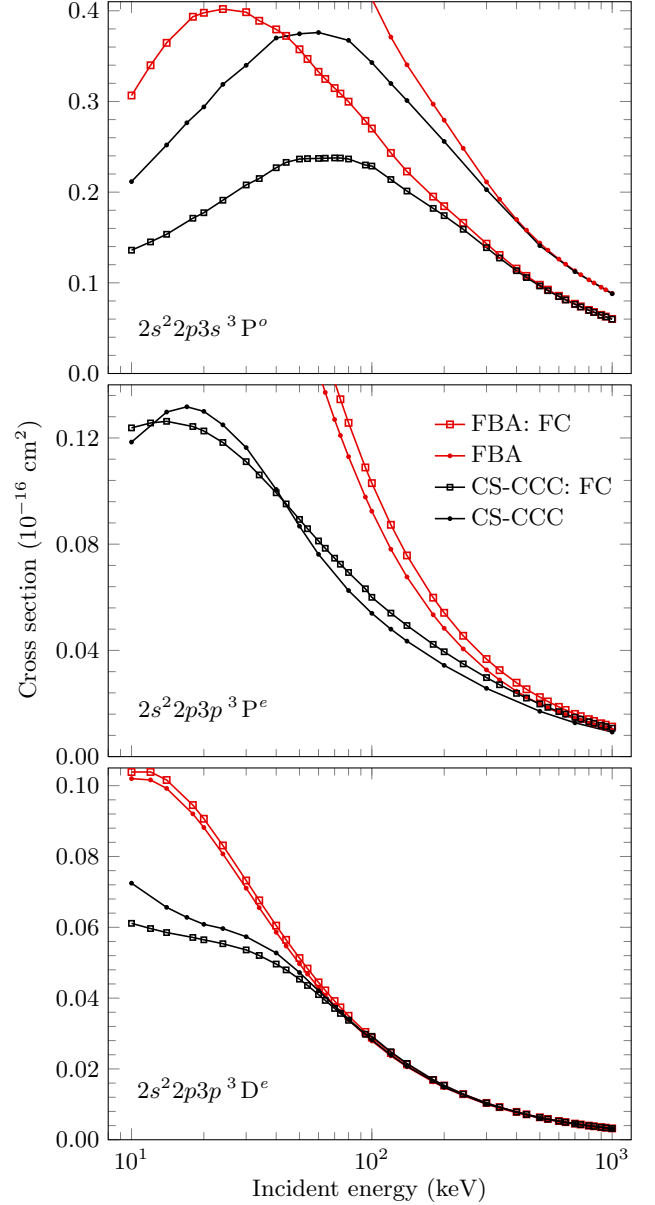 0.4
0.3
0.2
0.1
0.0
2s²2p3s ³Pᵒ
0.12
0.08
0.04
0.00
Cross section (10⁻¹⁶ cm²)
FBA: FC
FBA
CS-CCC: FC
CS-CCC
2s²2p3p ³Pᵉ
0.10
0.08
0.06
0.04
0.02
0.00
2s²2p3p ³Dᵉ
10¹ 10² 10³
Incident energy (keV)